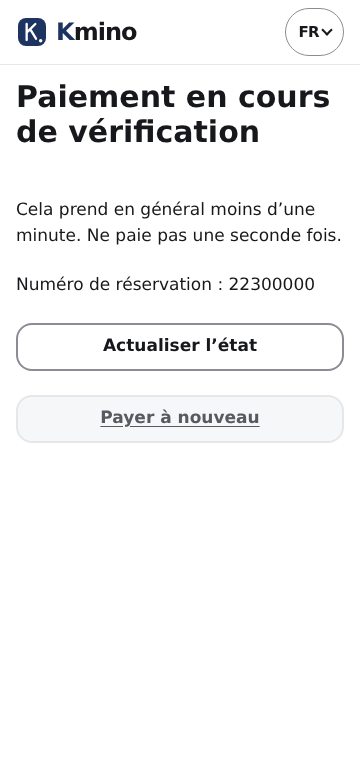 K. Kmino
FR
Paiement en cours
de vérification
Cela prend en général moins d’une
minute. Ne paie pas une seconde fois.
Numéro de réservation : 22300000
Actualiser l’état
Payer à nouveau